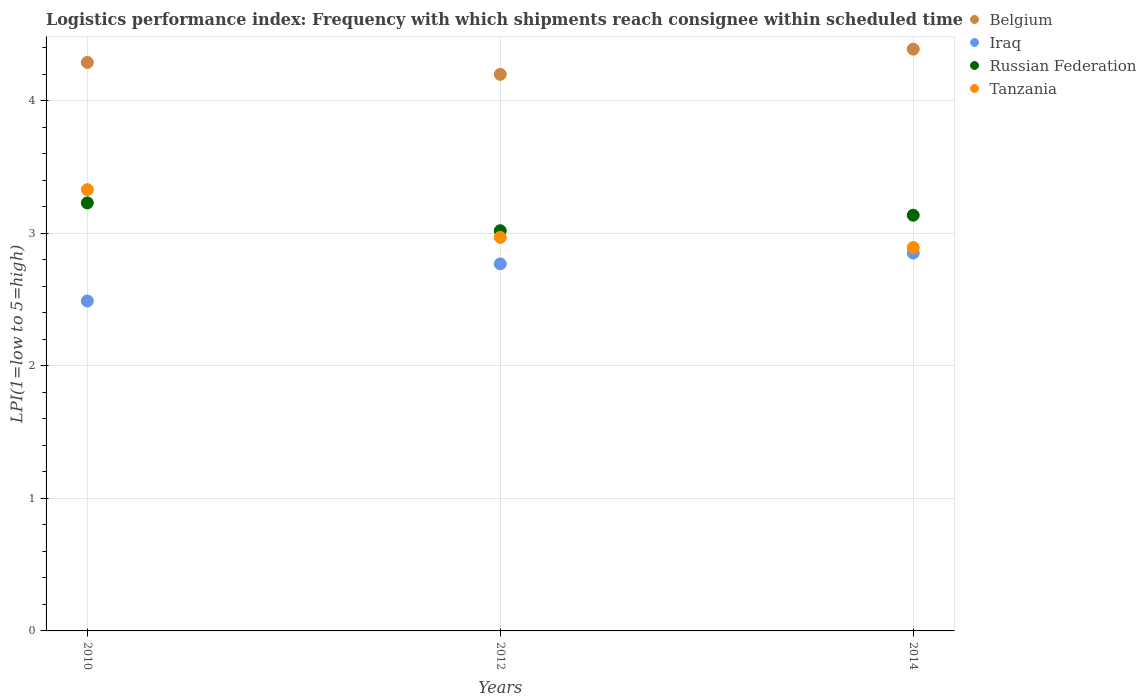 Logistics performance index: Frequency with which shipments reach consignee within scheduled time
Belgium
Iraq
Russian Federation
Tanzania
LPI(1=low to 5=high)
4
3
2
1
0
2010
2012
2014
Years